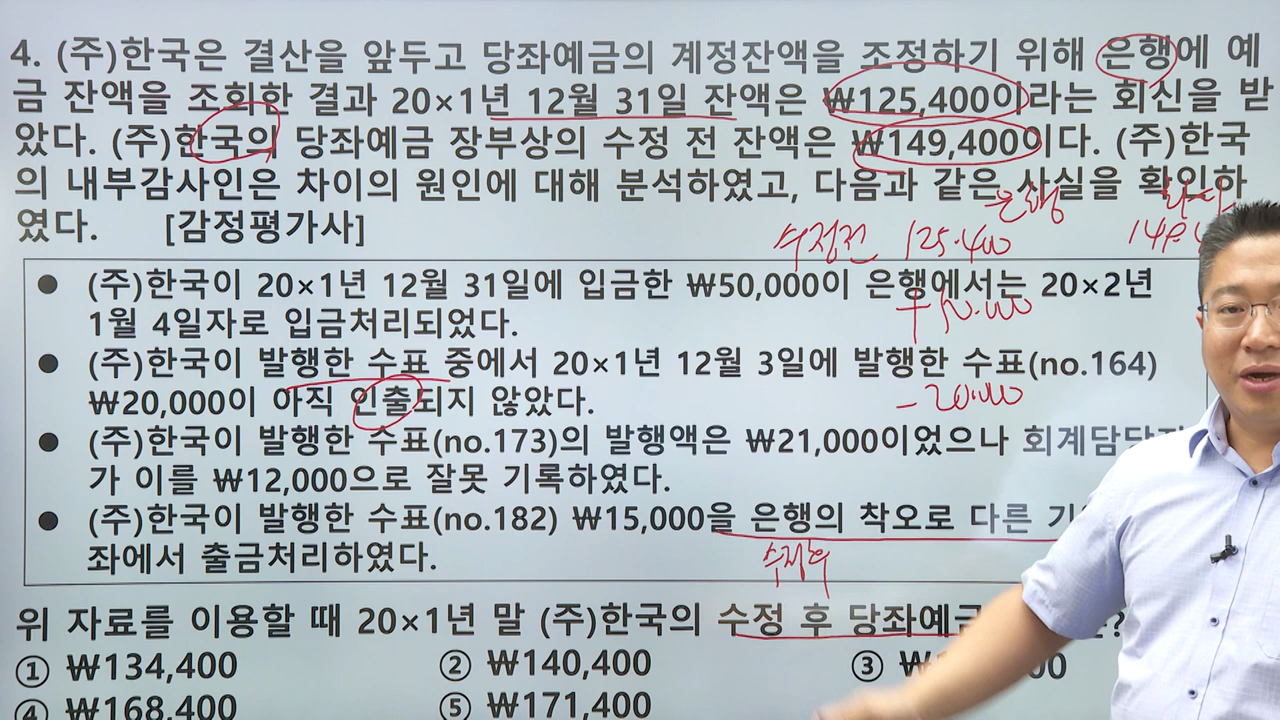 4. (주)한국은 결산을 앞두고 당좌예금의 계정잔액을 조정하기 위해 은행에 예
금 잔액을 조회한 결과 20×1년 12월 31일 잔액은 ₩125,400이라는 회신을 받
았다. (주)한국의 당좌예금 장부상의 수정 전 잔액은 ₩149,400이다. (주)한국
의 내부감사인은 차이의 원인에 대해 분석하였고, 다음과 같은 사실을 확인하
였다. [감정평가사]
은행
수정전 125.400
● (주)한국이 20×1년 12월 31일에 입금한 ₩50,000이 은행에서는 20×2년
1월 4일자로 입금처리되었다.
+50.000
● (주)한국이 발행한 수표 중에서 20×1년 12월 3일에 발행한 수표(no.164)
₩20,000이 아직 인출되지 않았다.
-20.000
● (주)한국이 발행한 수표(no.173)의 발행액은 ₩21,000이었으나
가 이를 ₩12,000으로 잘못 기록하였다.
● (주)한국이 발행한 수표(no.182) ₩15,000을 은행의 착오로 다른
좌에서 출금처리하였다.
수정후
위 자료를 이용할 때 20×1년 말 (주)한국의 수정 후
① ₩134,400 ② ₩140,400 ③
④ ₩168,400 ⑤ ₩171,400